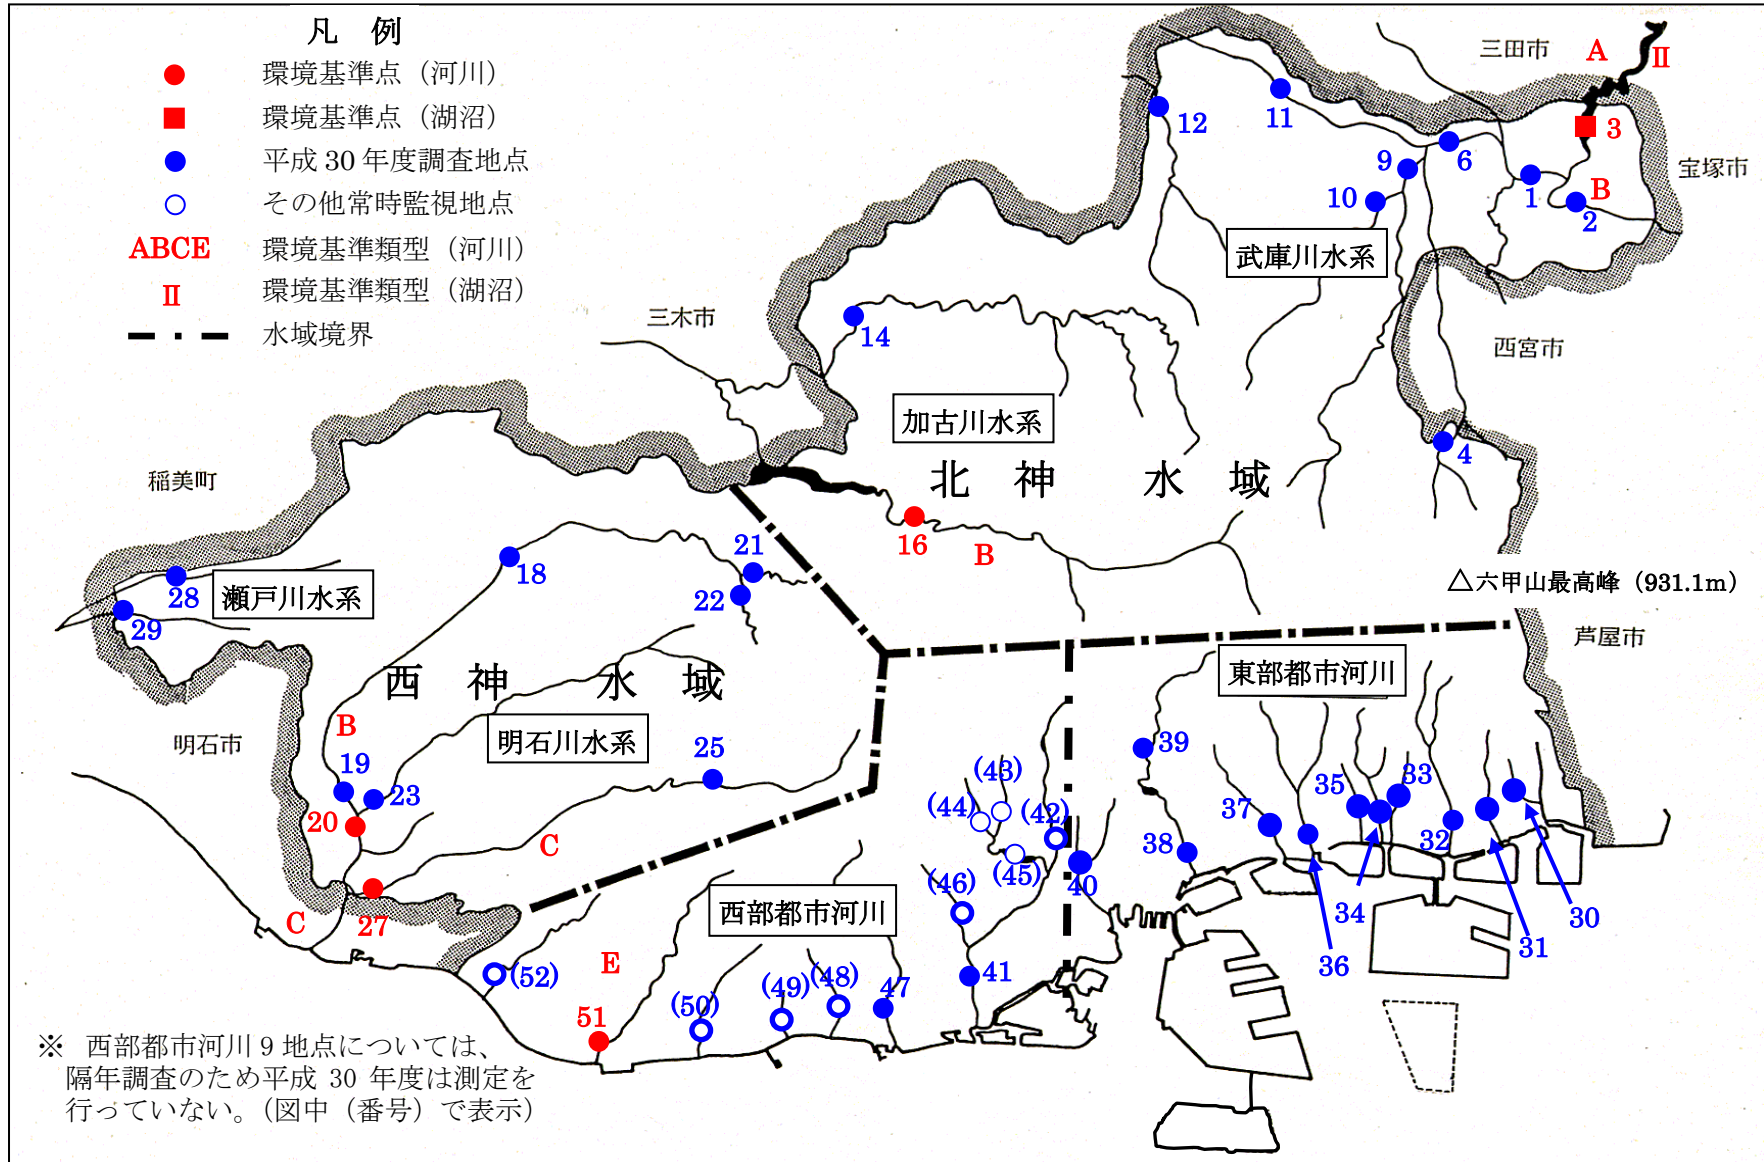 凡 例
環境基準点（河川）
環境基準点（湖沼）
平成 30 年度調査地点
その他常時監視地点
ABCE 環境基準類型（河川）
II 環境基準類型（湖沼）
水域境界
三田市
A
II
3
宝塚市
12
11
6
9
10
1
B
2
武庫川水系
三木市
14
西宮市
加古川水系
4
北神 水域
稲美町
16
B
21
18
22
28
瀬戸川水系
29
△六甲山最高峰（931.1m）
芦屋市
東部都市河川
西神 水域
明石市
B
明石川水系
25
19
23
20
C
39
(43)
(44)
(42)
(45)
(46)
40
37
35
33
38
32
34
36
31
30
27
C
西部都市河川
E
(52)
41
51
(50)
(49)
(48)
47
※ 西部都市河川 9 地点については、
隔年調査のため平成 30 年度は測定を
行っていない。（図中（番号）で表示）